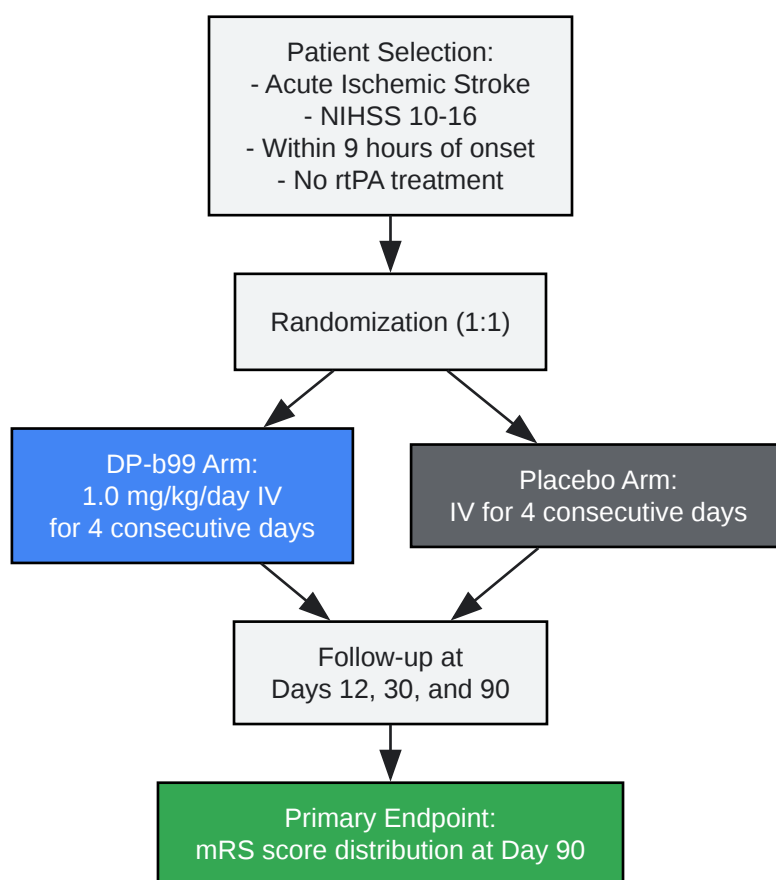 Patient Selection:
- Acute Ischemic Stroke
- NIHSS 10-16
- Within 9 hours of onset
- No rtPA treatment
Randomization (1:1)
DP-b99 Arm:
1.0 mg/kg/day IV
for 4 consecutive days
Placebo Arm:
IV for 4 consecutive days
Follow-up at
Days 12, 30, and 90
Primary Endpoint:
mRS score distribution at Day 90